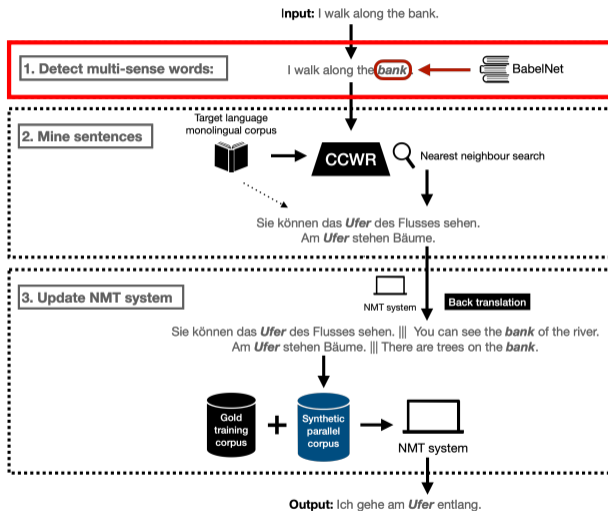 Input: I walk along the bank.
1. Detect multi-sense words:
I walk along the bank.
BabelNet
2. Mine sentences
Target language
monolingual corpus
CCWR
Nearest neighbour search
Sie können das Ufer des Flusses sehen.
Am Ufer stehen Bäume.
3. Update NMT system
NMT system
Back translation
Sie können das Ufer des Flusses sehen. ||| You can see the bank of the river.
Am Ufer stehen Bäume. ||| There are trees on the bank.
Gold
training
corpus
+
Synthetic
parallel
corpus
NMT system
Output: Ich gehe am Ufer entlang.